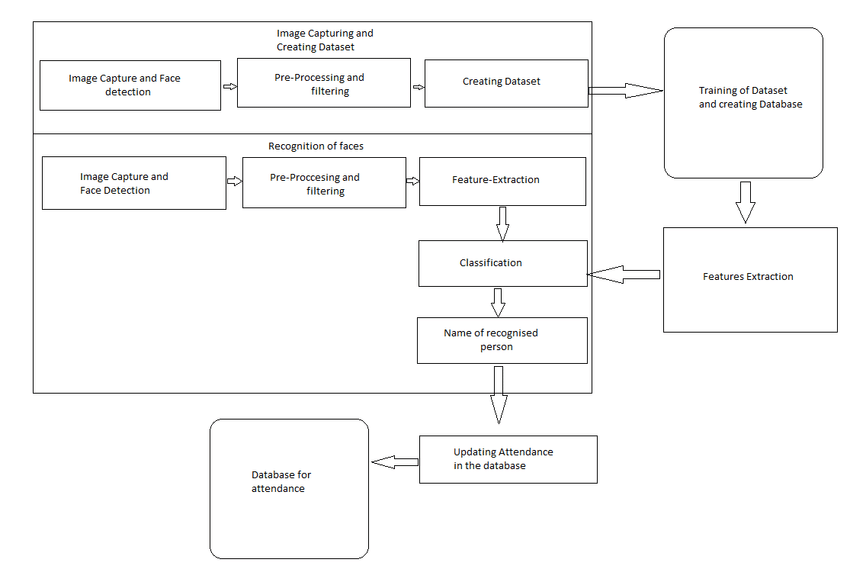 Image Capturing and
Creating Dataset
Image Capture and Face
detection
Pre-Processing and
filtering
Creating Dataset
Training of Dataset
and creating Database
Recognition of faces
Image Capture and
Face Detection
Pre-Proccesing and
filtering
Feature-Extraction
Classification
Features Extraction
Name of recognised
person
Updating Attendance
in the database
Database for
attendance